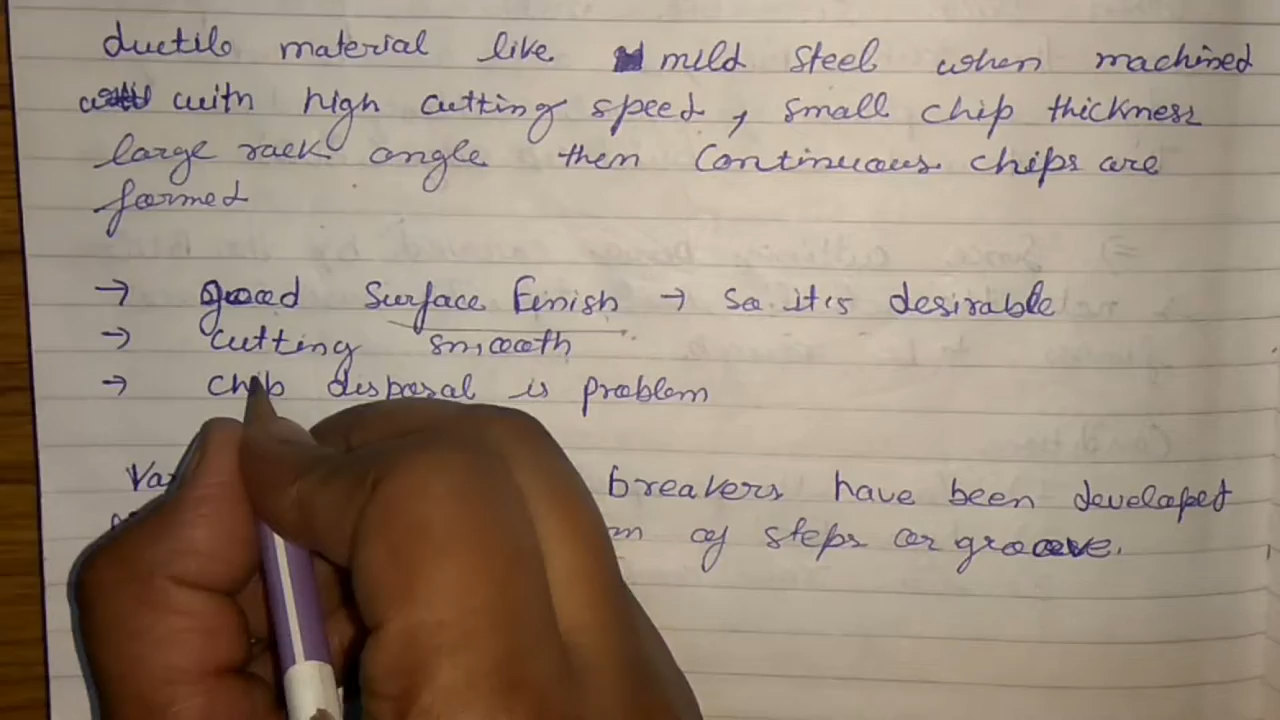 ductile material like mild steel when machined
with high cutting speed, small chip thickness
large rack angle then Continuous chips are
formed
→ good Surface Finish → So it's desirable
→ cutting smooth
→ chip disposal is problem
breakers have been developed
of steps or groove.